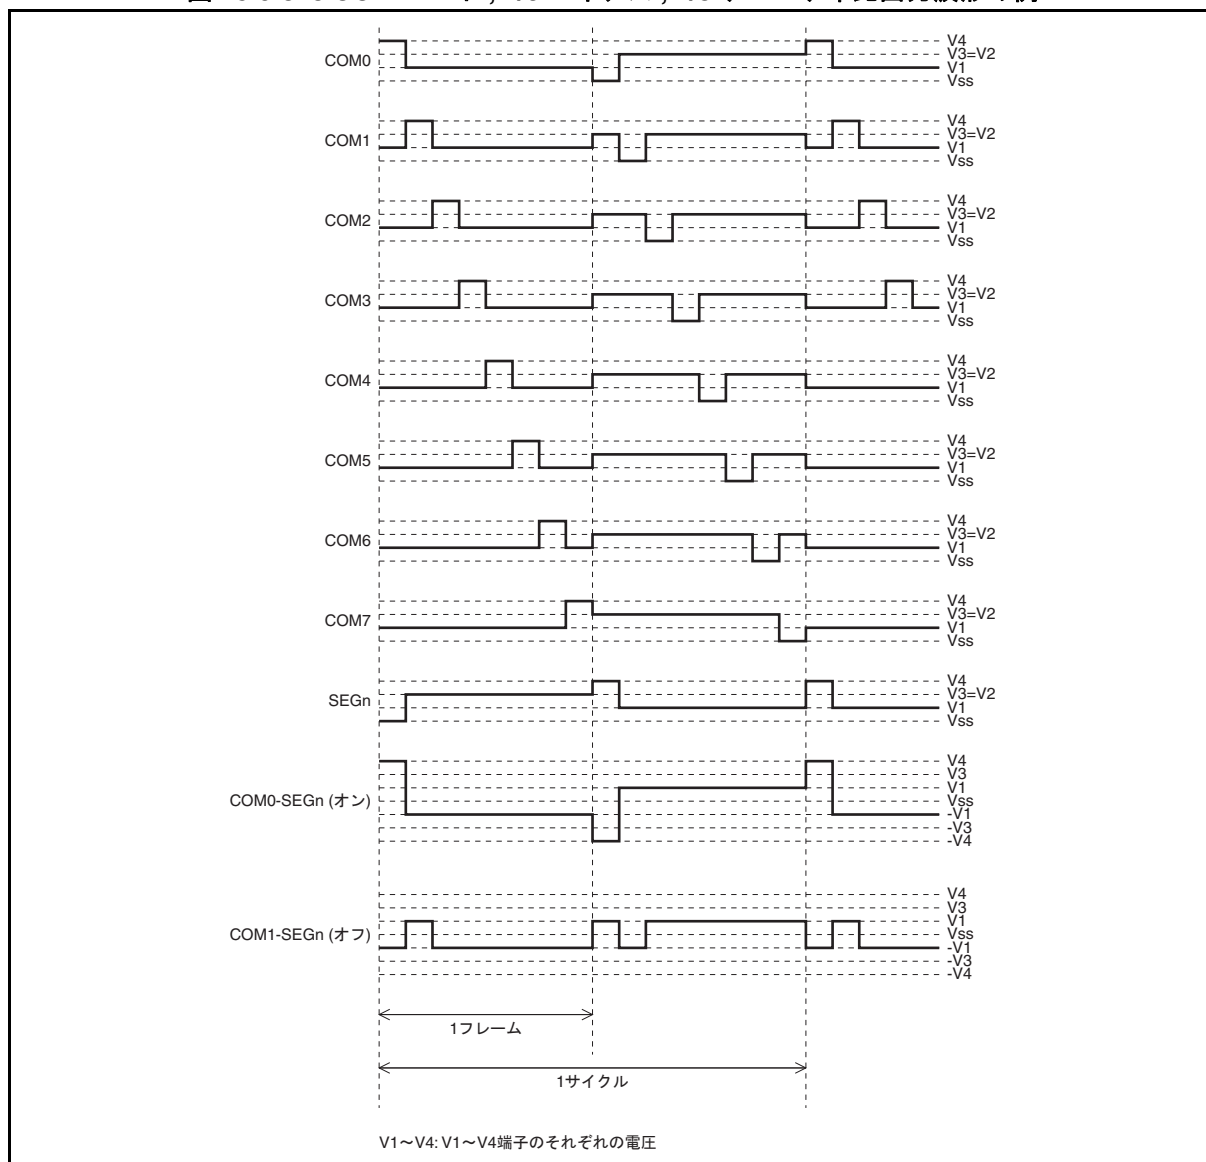 COM0
V4
V3=V2
V1
Vss
COM1
V4
V3=V2
V1
Vss
COM2
V4
V3=V2
V1
Vss
COM3
V4
V3=V2
V1
Vss
COM4
V4
V3=V2
V1
Vss
COM5
V4
V3=V2
V1
Vss
COM6
V4
V3=V2
V1
Vss
COM7
V4
V3=V2
V1
Vss
SEGn
V4
V3=V2
V1
Vss
COM0-SEGn (オン)
V4
V3
V1
Vss
-V1
-V3
-V4
COM1-SEGn (オフ)
V4
V3
V1
Vss
-V1
-V3
-V4
1フレーム
1サイクル
V1～V4: V1～V4端子のそれぞれの電圧